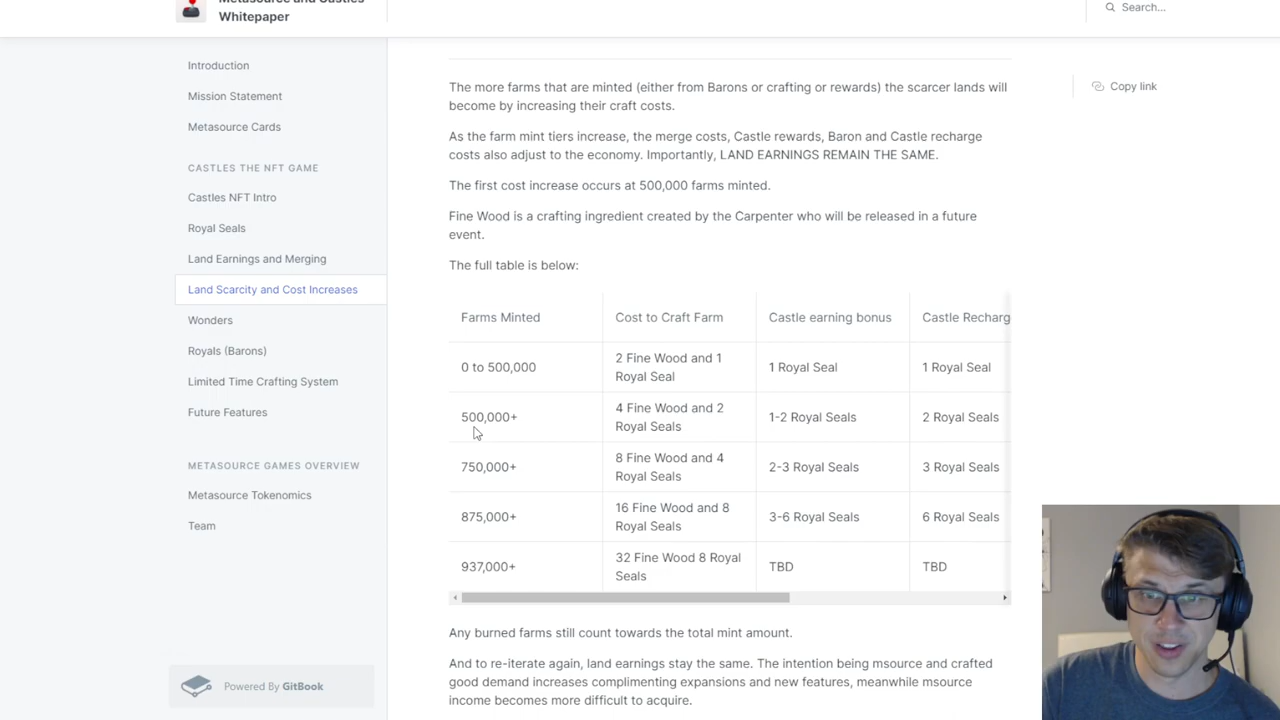 Metasource and Castles
Whitepaper
Search...
Introduction
Mission Statement
Metasource Cards
CASTLES THE NFT GAME
Castles NFT Intro
Royal Seals
Land Earnings and Merging
Land Scarcity and Cost Increases
Wonders
Royals (Barons)
Limited Time Crafting System
Future Features
METASOURCE GAMES OVERVIEW
Metasource Tokenomics
Team
Powered By GitBook
The more farms that are minted (either from Barons or crafting or rewards) the scarcer lands will
become by increasing their craft costs.
As the farm mint tiers increase, the merge costs, Castle rewards, Baron and Castle recharge
costs also adjust to the economy. Importantly, LAND EARNINGS REMAIN THE SAME.
The first cost increase occurs at 500,000 farms minted.
Fine Wood is a crafting ingredient created by the Carpenter who will be released in a future
event.
The full table is below:
Farms Minted Cost to Craft Farm Castle earning bonus Castle Recharg
0 to 500,000 2 Fine Wood and 1 Royal Seal 1 Royal Seal 1 Royal Seal
500,000+ 4 Fine Wood and 2 Royal Seals 1-2 Royal Seals 2 Royal Seals
750,000+ 8 Fine Wood and 4 Royal Seals 2-3 Royal Seals 3 Royal Seals
875,000+ 16 Fine Wood and 8 Royal Seals 3-6 Royal Seals 6 Royal Seals
937,000+ 32 Fine Wood 8 Royal Seals TBD TBD
Any burned farms still count towards the total mint amount.
And to re-iterate again, land earnings stay the same. The intention being msource and crafted
good demand increases complimenting expansions and new features, meanwhile msource
income becomes more difficult to acquire.
Copy link